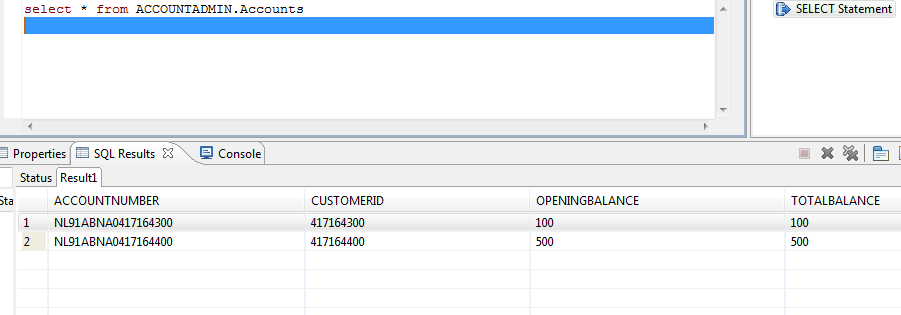 select * from ACCOUNTADMIN.Accounts
SELECT Statement
Properties SQL Results Console
Status Result1
Sta
ACCOUNTNUMBER CUSTOMERID OPENINGBALANCE TOTALBALANCE
1 NL91ABNA0417164300 417164300 100 100
2 NL91ABNA0417164400 417164400 500 500